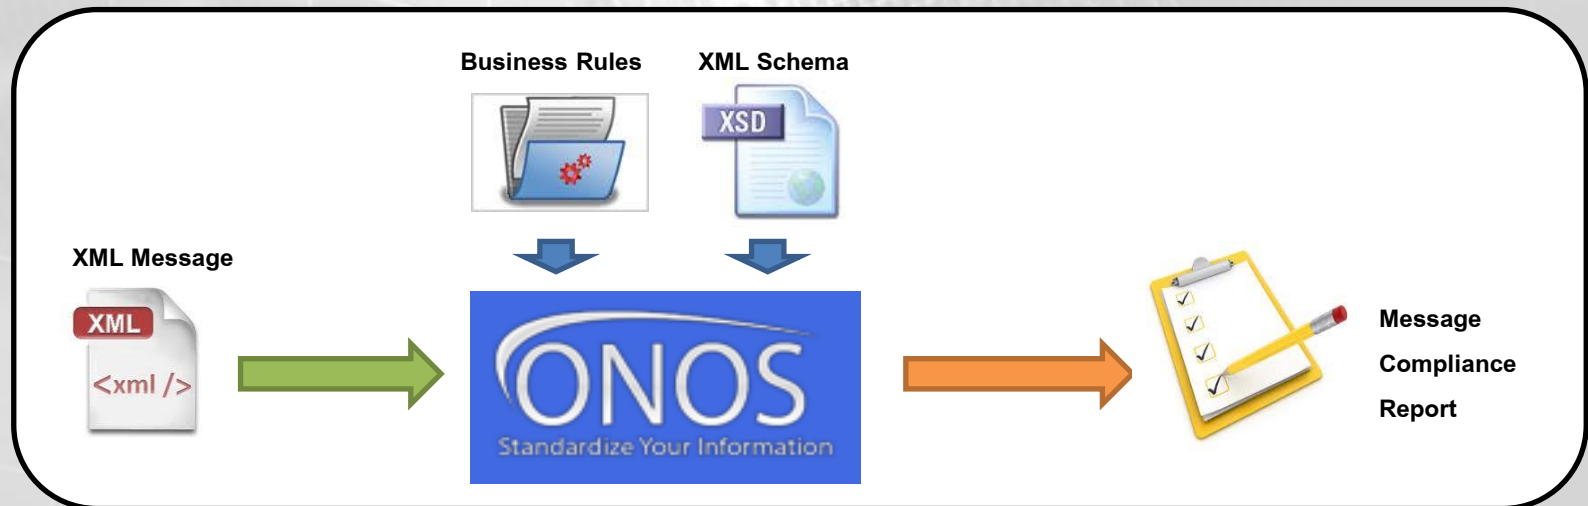 Business Rules
XML Schema
XSD
XML Message
XML
<xml />
ONOS
Standardize Your Information
Message
Compliance
Report